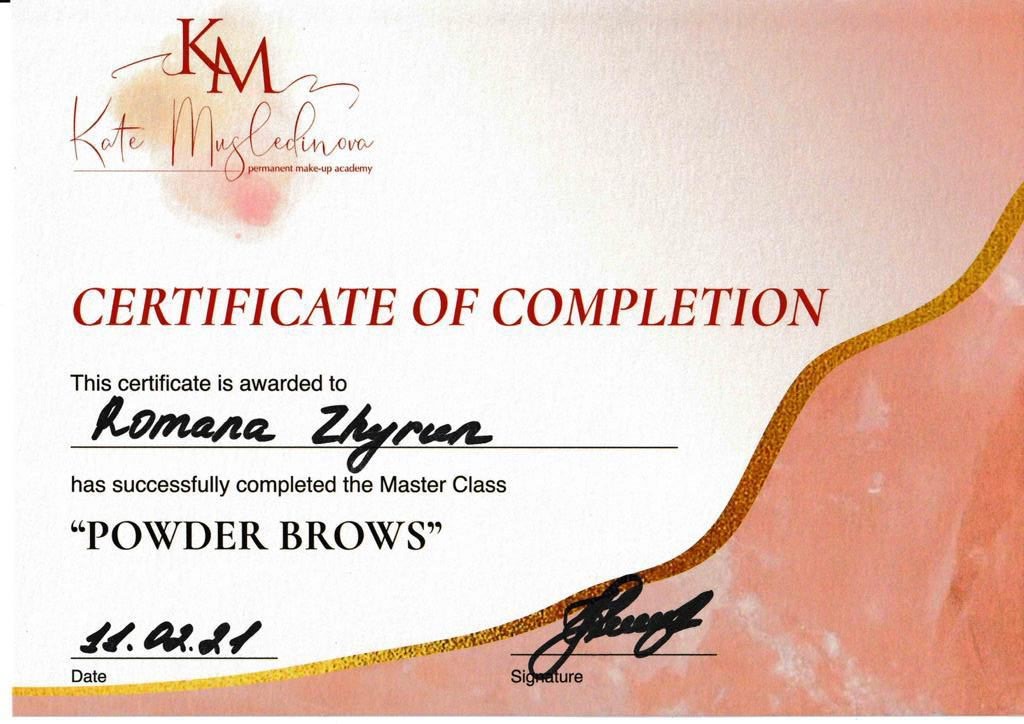 KM
Kate Musledinova
permanent make-up academy
CERTIFICATE OF COMPLETION
This certificate is awarded to
Romana Zhyrun
has successfully completed the Master Class
“POWDER BROWS”
11.02.21
Date
Signature